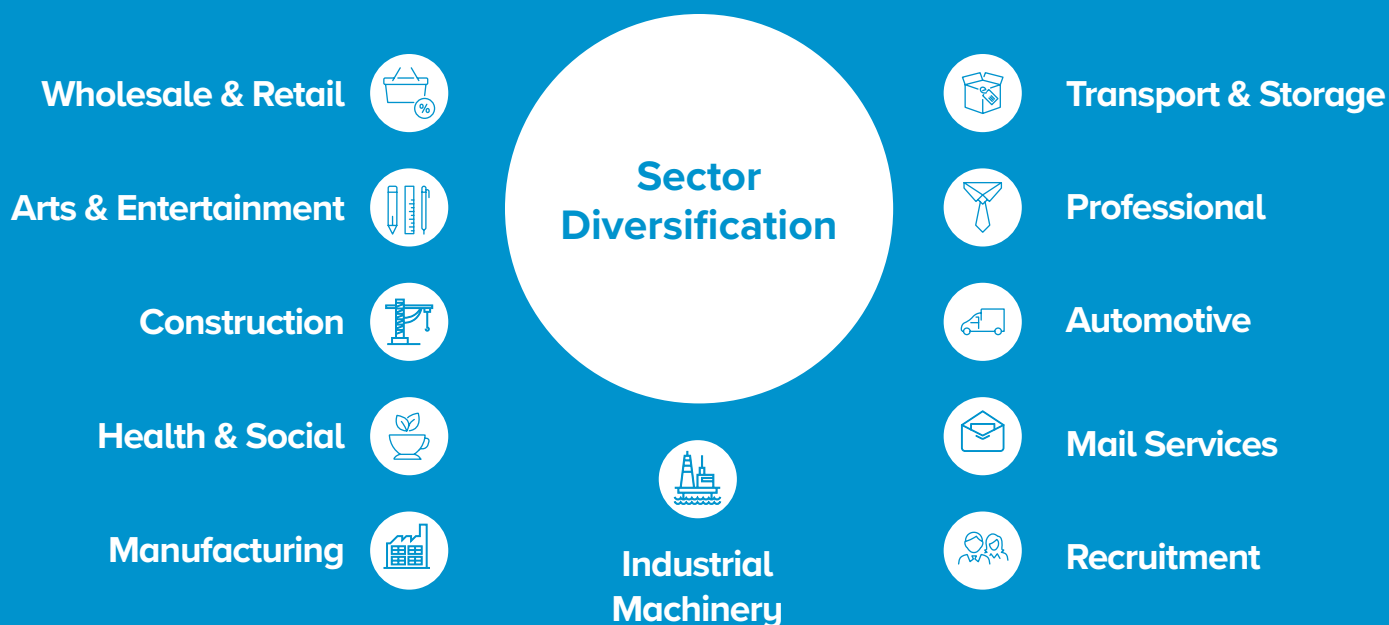 Sector
Diversification
Wholesale & Retail
%
Arts & Entertainment
Construction
Health & Social
Manufacturing
Industrial
Machinery
Transport & Storage
Professional
Automotive
Mail Services
Recruitment